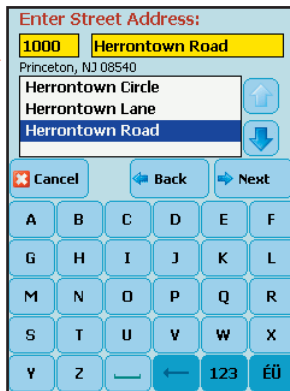 Enter Street Address:
1000 Herrontown Road
Princeton, NJ 08540
Herrontown Circle
Herrontown Lane
Herrontown Road
Cancel Back Next
A B C D E F
G H I J K L
M N O P Q R
S T U V W X
Y Z 123 ÉÜ